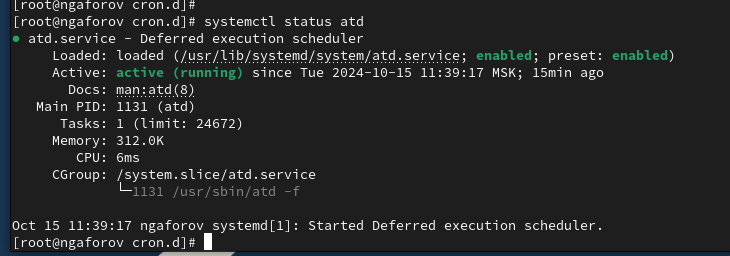 [root@ngaforov cron.d]#
[root@ngaforov cron.d]# systemctl status atd
● atd.service - Deferred execution scheduler
     Loaded: loaded (/usr/lib/systemd/system/atd.service; enabled; preset: enabled)
     Active: active (running) since Tue 2024-10-15 11:39:17 MSK; 15min ago
       Docs: man:atd(8)
   Main PID: 1131 (atd)
      Tasks: 1 (limit: 24672)
     Memory: 312.0K
        CPU: 6ms
     CGroup: /system.slice/atd.service
             └─1131 /usr/sbin/atd -f
Oct 15 11:39:17 ngaforov systemd[1]: Started Deferred execution scheduler.
[root@ngaforov cron.d]#